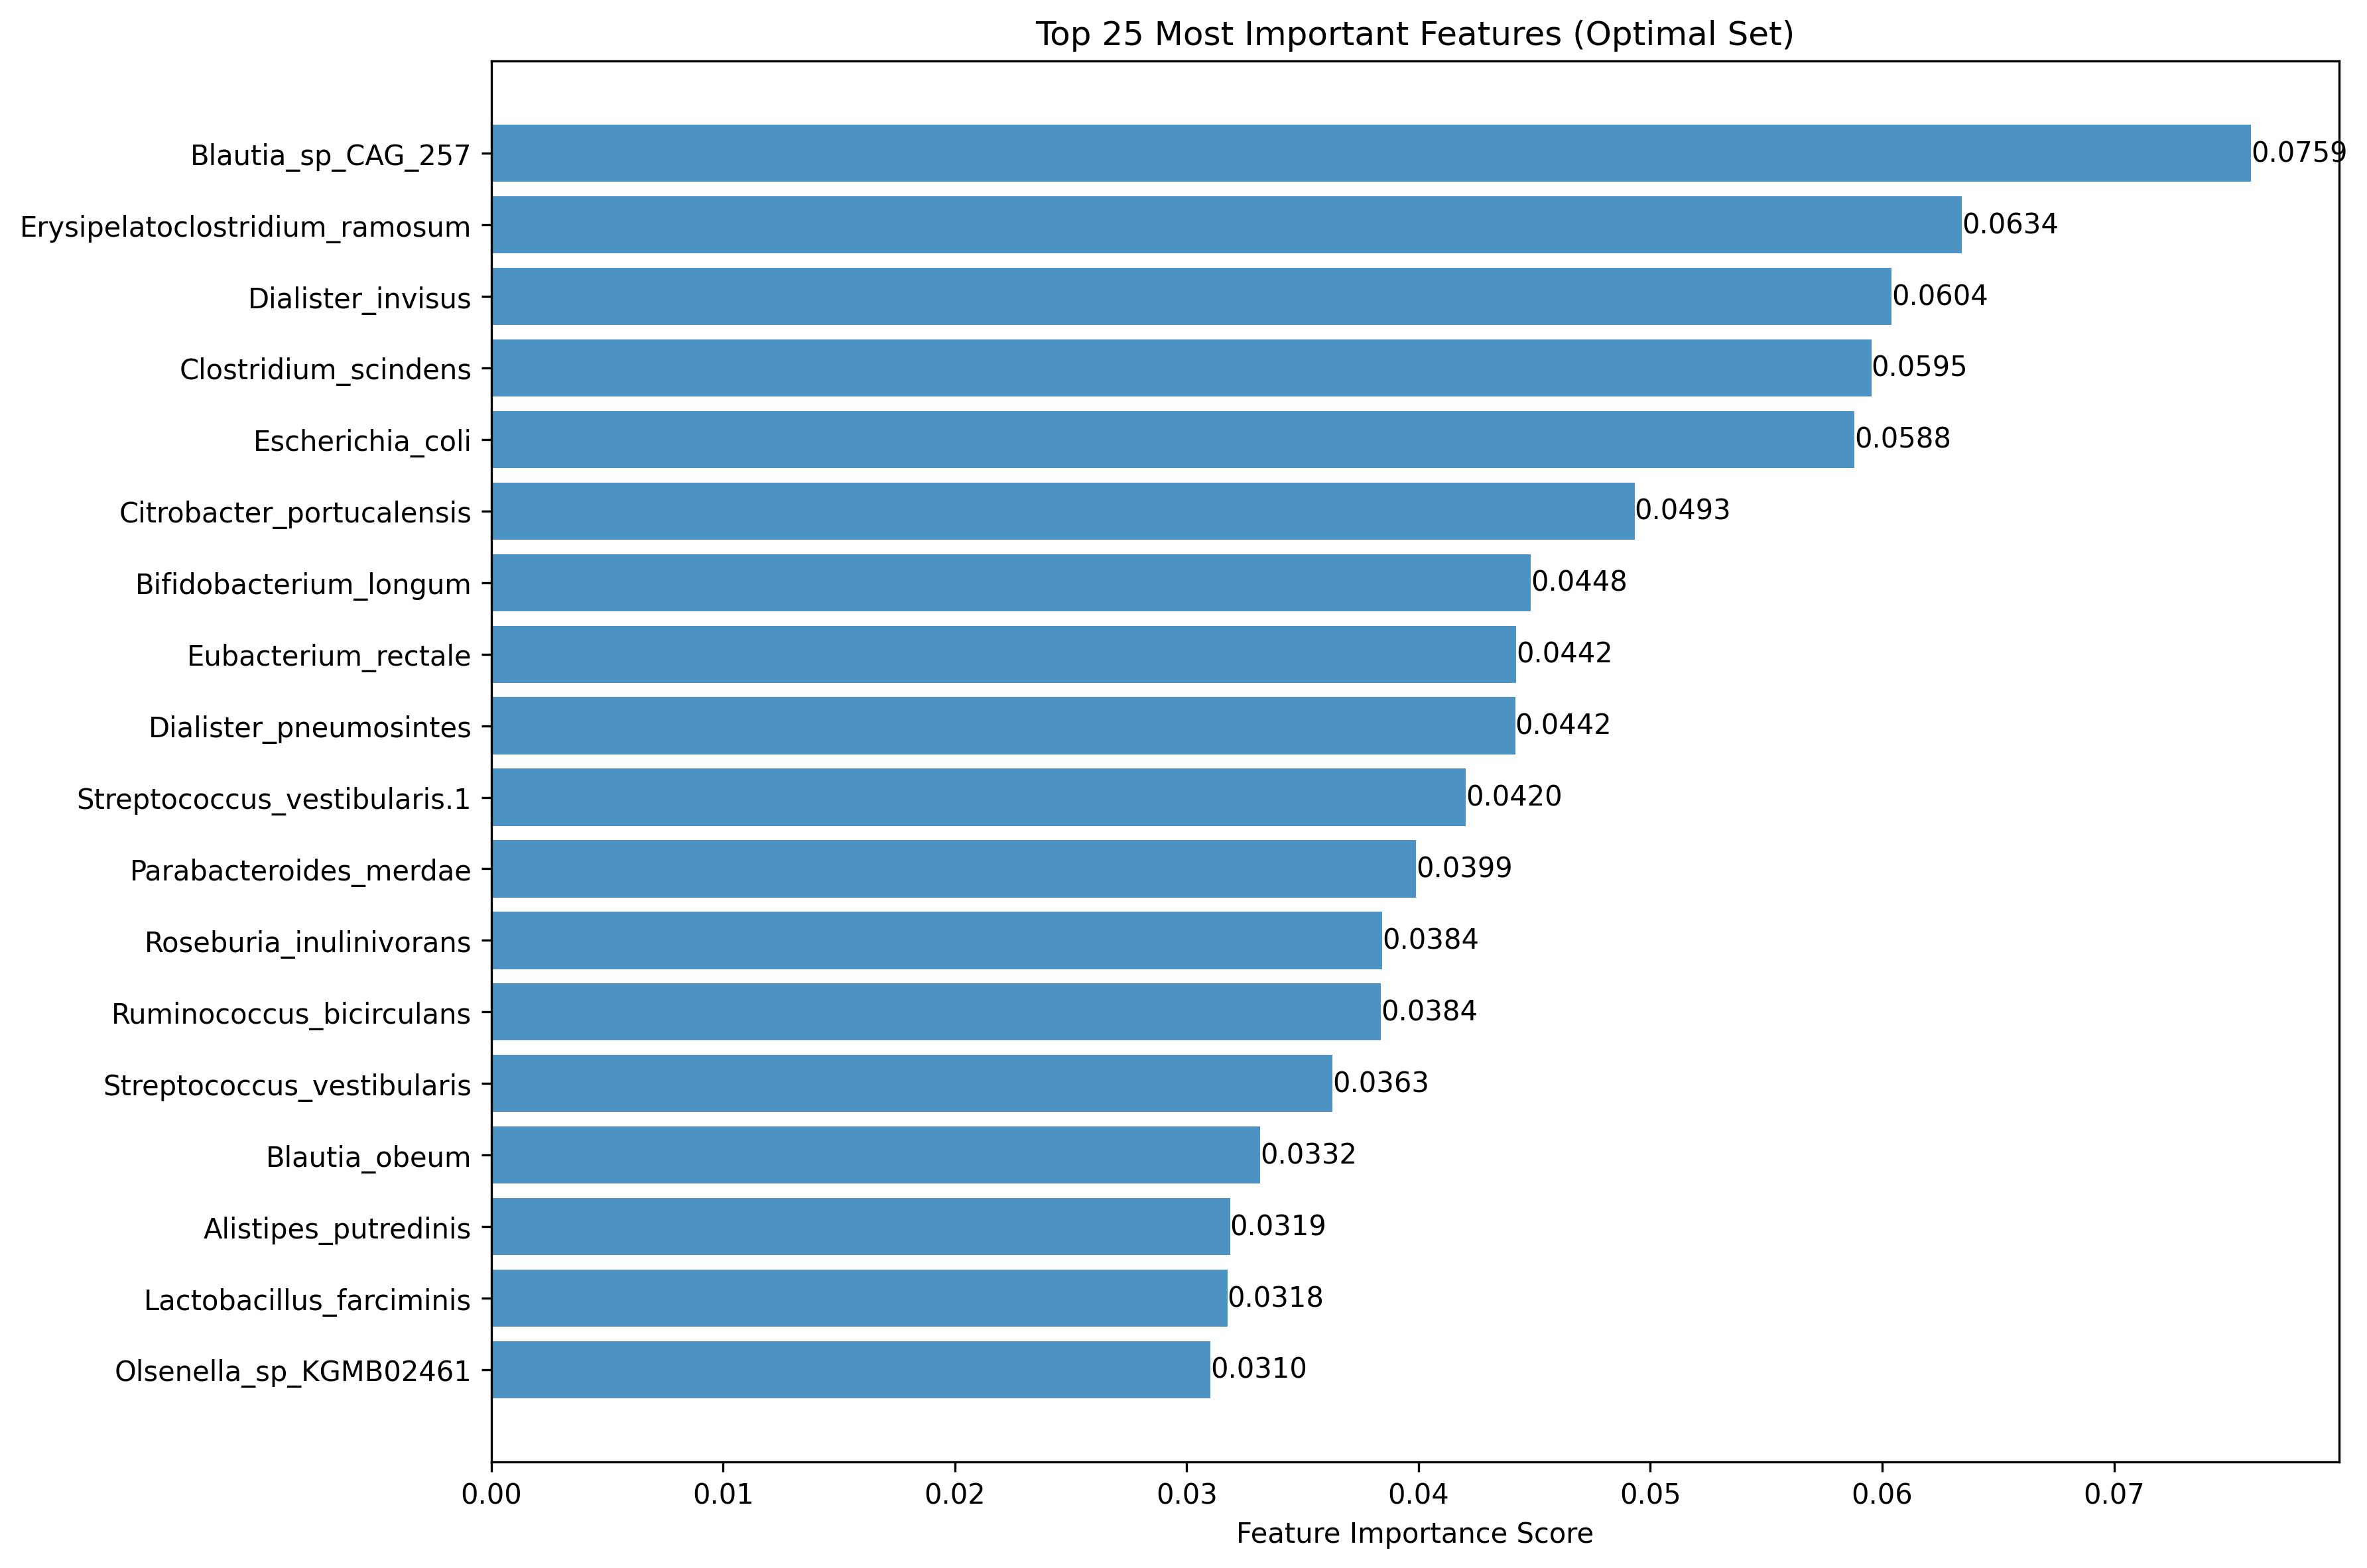 Top 25 Most Important Features (Optimal Set)
Blautia_sp_CAG_257 0.0759
Erysipelatoclostridium_ramosum 0.0634
Dialister_invisus 0.0604
Clostridium_scindens 0.0595
Escherichia_coli 0.0588
Citrobacter_portucalensis 0.0493
Bifidobacterium_longum 0.0448
Eubacterium_rectale 0.0442
Dialister_pneumosintes 0.0442
Streptococcus_vestibularis.1 0.0420
Parabacteroides_merdae 0.0399
Roseburia_inulinivorans 0.0384
Ruminococcus_bicirculans 0.0384
Streptococcus_vestibularis 0.0363
Blautia_obeum 0.0332
Alistipes_putredinis 0.0319
Lactobacillus_farciminis 0.0318
Olsenella_sp_KGMB02461 0.0310
0.00 0.01 0.02 0.03 0.04 0.05 0.06 0.07
Feature Importance Score